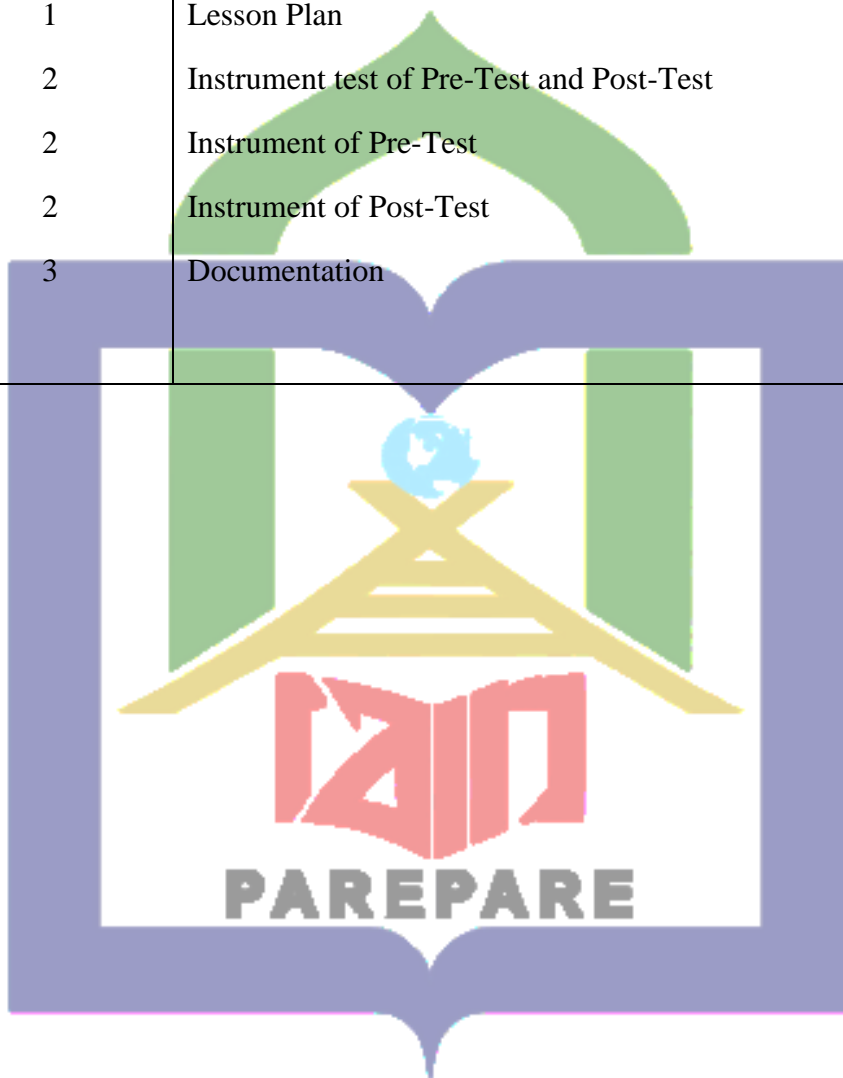 1 Lesson Plan
2 Instrument test of Pre-Test and Post-Test
2 Instrument of Pre-Test
2 Instrument of Post-Test
3 Documentation
iain
PAREPARE